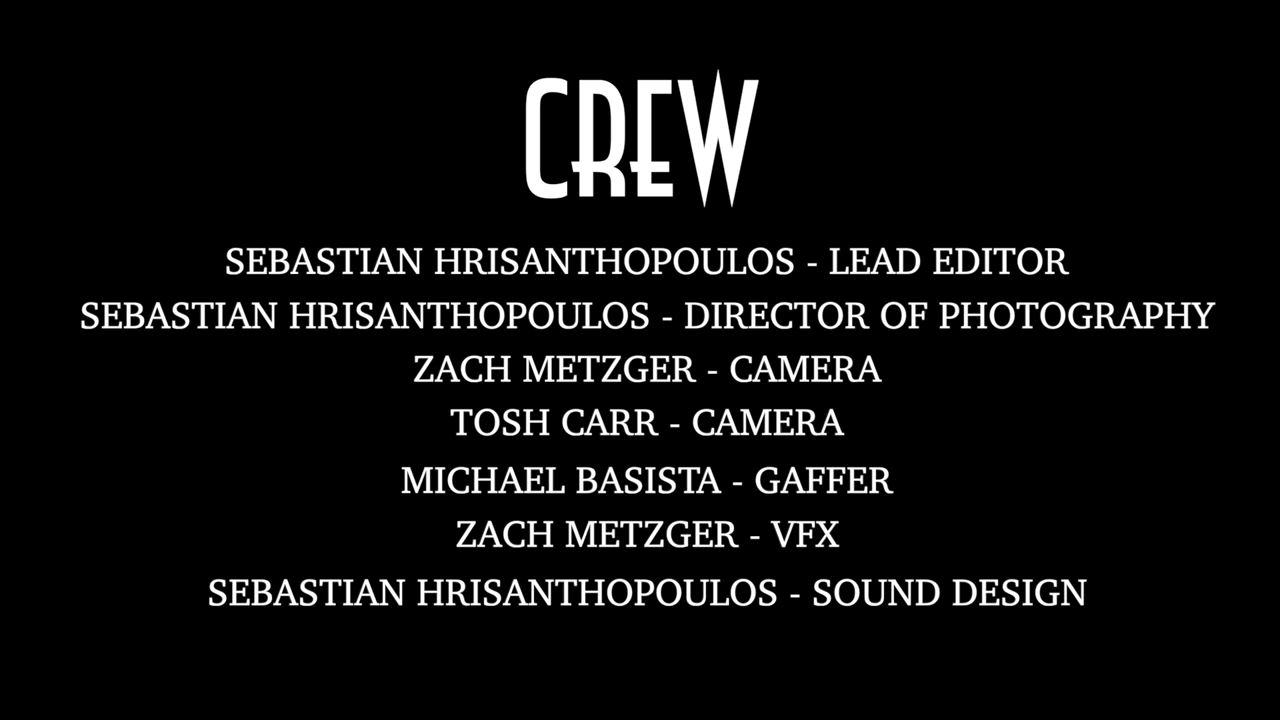 CREW
SEBASTIAN HRISANTHOPOULOS - LEAD EDITOR
SEBASTIAN HRISANTHOPOULOS - DIRECTOR OF PHOTOGRAPHY
ZACH METZGER - CAMERA
TOSH CARR - CAMERA
MICHAEL BASISTA - GAFFER
ZACH METZGER - VFX
SEBASTIAN HRISANTHOPOULOS - SOUND DESIGN